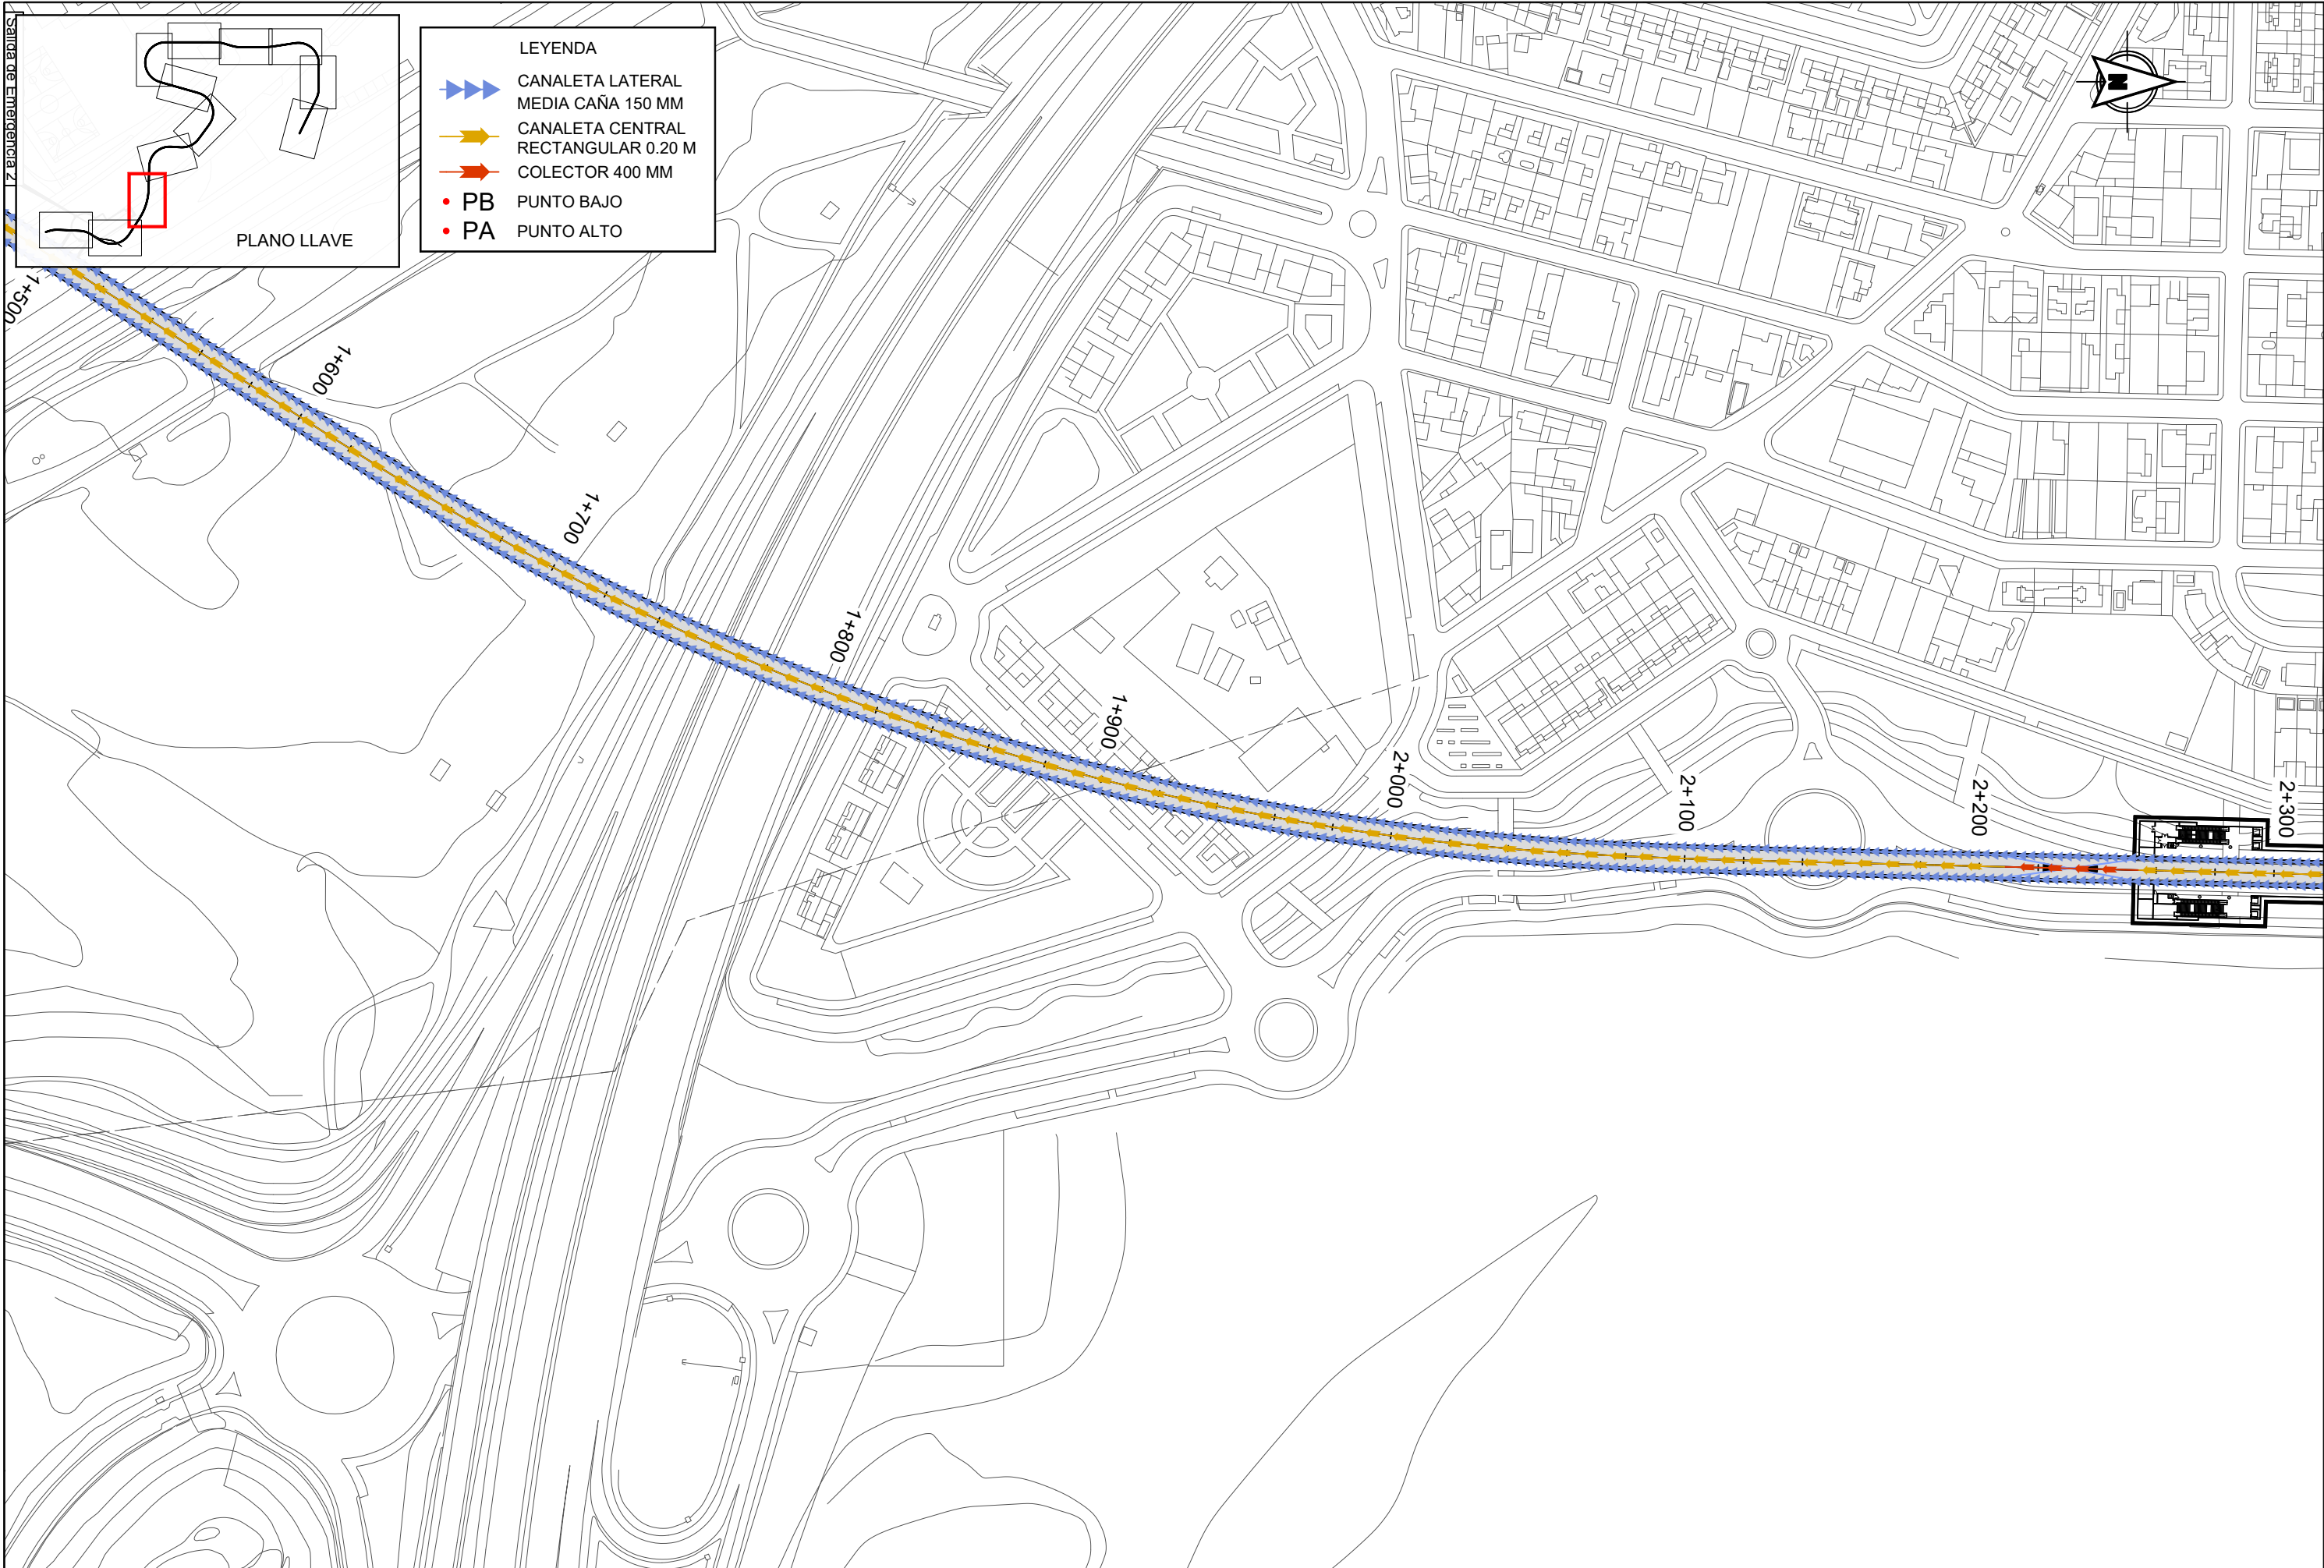 Salida de Emergencia 2
PLANO LLAVE
LEYENDA
CANALETA LATERAL
MEDIA CAÑA 150 MM
CANALETA CENTRAL
RECTANGULAR 0.20 M
COLECTOR 400 MM
PB PUNTO BAJO
PA PUNTO ALTO
N
1+500
1+600
1+700
1+800
1+900
2+000
2+100
2+200
2+300